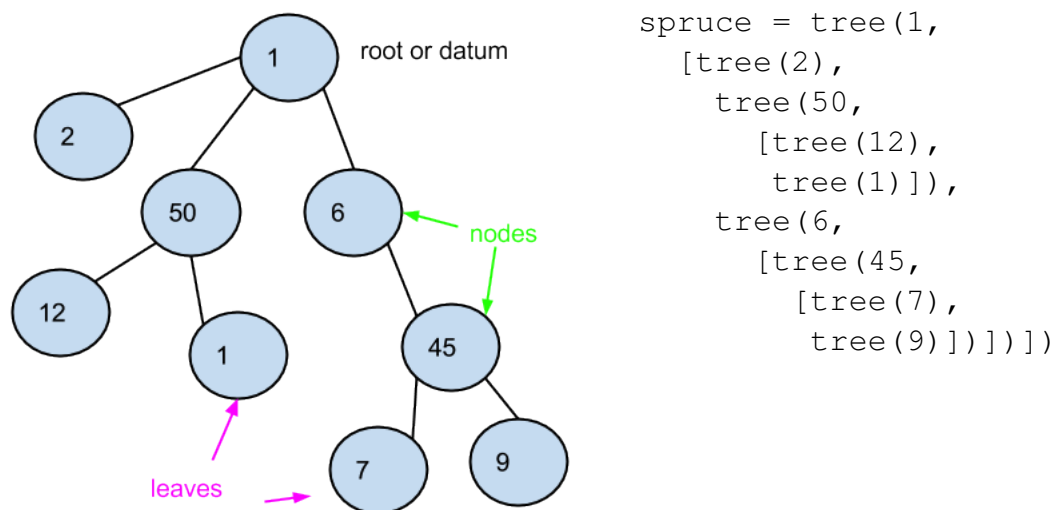 1
root or datum
2
50
6
nodes
12
1
45
leaves
7
9
spruce = tree(1,
[tree(2),
tree(50,
[tree(12),
tree(1)]),
tree(6,
[tree(45,
[tree(7),
tree(9)])])])